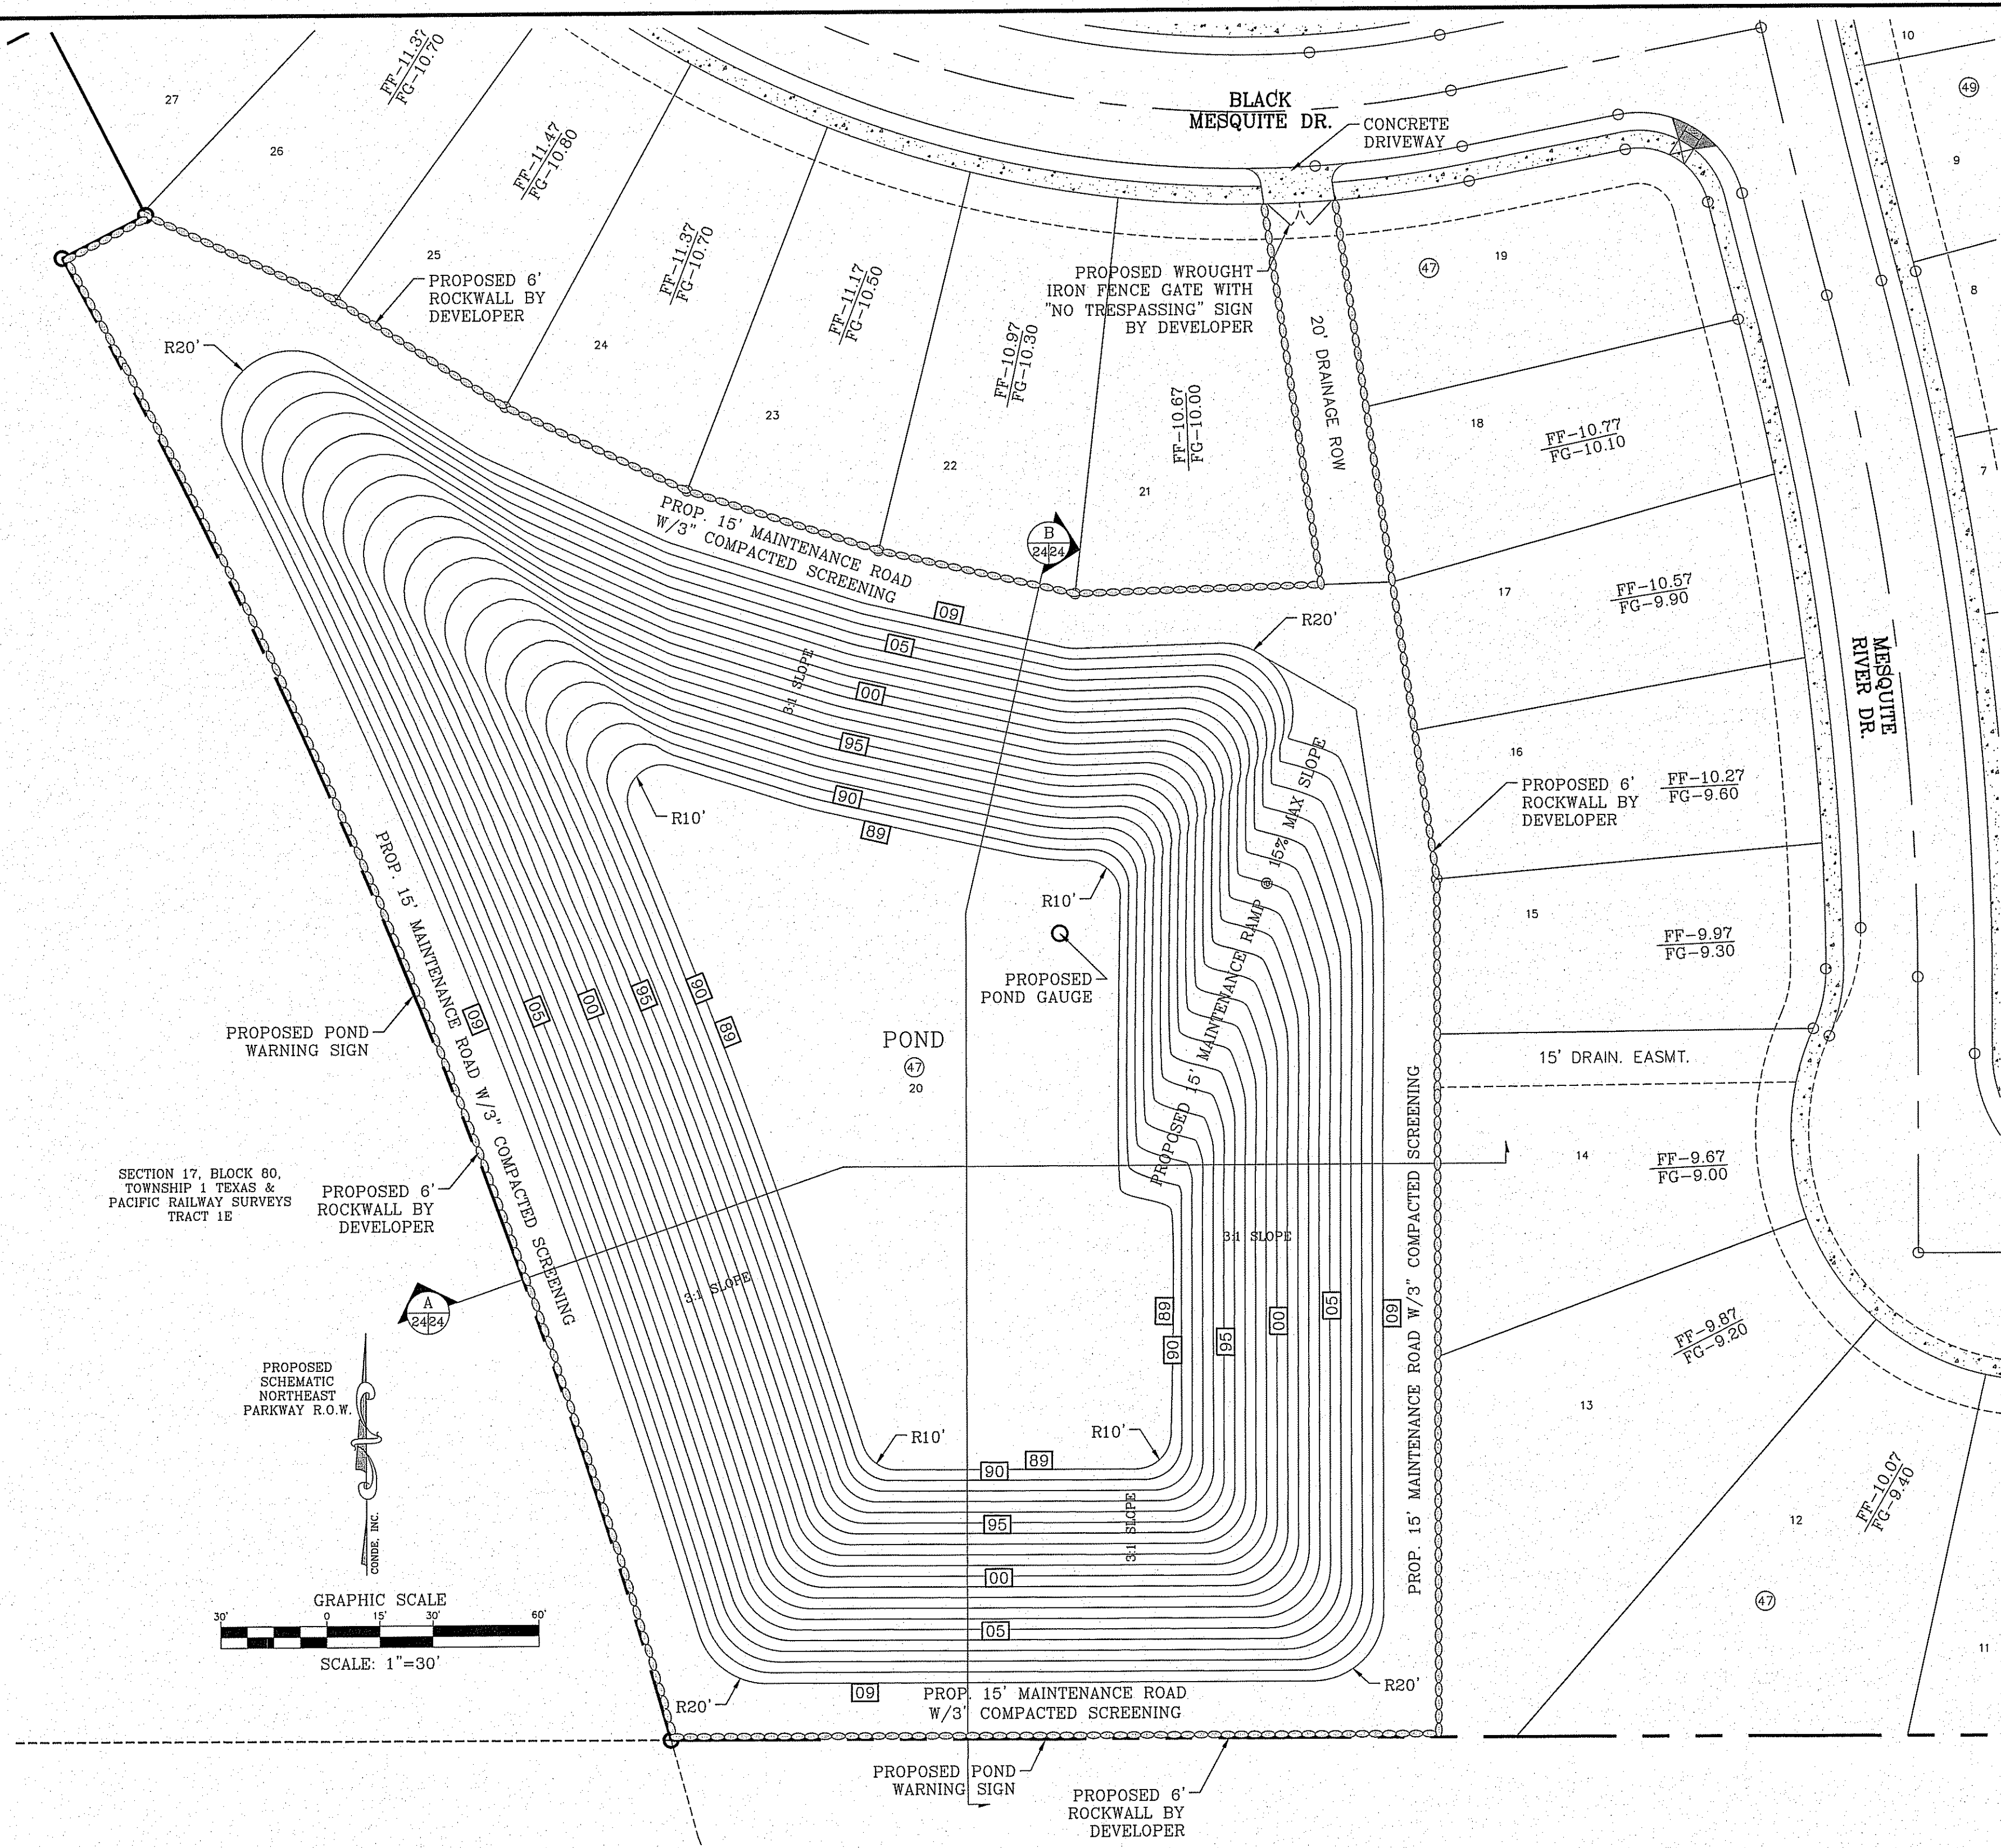 BLACK
MESQUITE DR.
CONCRETE
DRIVEWAY
10
49
9
8
7
27
26
FF-11.37
FG-10.70
FF-11.47
FG-10.80
25
PROPOSED 6'
ROCKWALL BY
DEVELOPER
FF-11.37
FG-10.70
24
FF-11.17
FG-10.50
23
FF-10.97
FG-10.30
22
PROPOSED WROUGHT
IRON FENCE GATE WITH
"NO TRESPASSING" SIGN
BY DEVELOPER
FF-10.67
FG-10.00
21
20' DRAINAGE ROW
47
19
18
FF-10.77
FG-10.10
17
FF-10.57
FG-9.90
MESQUITE
RIVER DR.
16
PROPOSED 6'
ROCKWALL BY
DEVELOPER
FF-10.27
FG-9.60
15
FF-9.97
FG-9.30
15' DRAIN. EASMT.
14
FF-9.67
FG-9.00
FF-9.87
FG-9.20
13
FF-10.07
FG-9.40
12
47
11
R20'
PROP. 15' MAINTENANCE ROAD
W/3" COMPACTED SCREENING
B
24 24
R20'
09
05
00
95
90
89
3:1 SLOPE
R10'
R10'
PROPOSED
POND GAUGE
PROPOSED 15' MAINTENANCE RAMP @ 15% MAX SLOPE
POND
47
20
PROP. 15' MAINTENANCE ROAD W/3" COMPACTED SCREENING
09
05
00
95
90
89
PROPOSED POND
WARNING SIGN
SECTION 17, BLOCK 80,
TOWNSHIP 1 TEXAS &
PACIFIC RAILWAY SURVEYS
TRACT 1E
PROPOSED 6'
ROCKWALL BY
DEVELOPER
3:1 SLOPE
A
24 24
3:1 SLOPE
89
90
95
00
05
09
PROP. 15' MAINTENANCE ROAD W/3" COMPACTED SCREENING
PROPOSED
SCHEMATIC
NORTHEAST
PARKWAY R.O.W.
CONDE, INC.
GRAPHIC SCALE
30' 0 15' 30' 60'
SCALE: 1"=30'
R10'
R10'
90
89
95
3:1 SLOPE
00
05
R20'
09
PROP. 15' MAINTENANCE ROAD
W/3' COMPACTED SCREENING
R20'
PROPOSED POND
WARNING SIGN
PROPOSED 6'
ROCKWALL BY
DEVELOPER